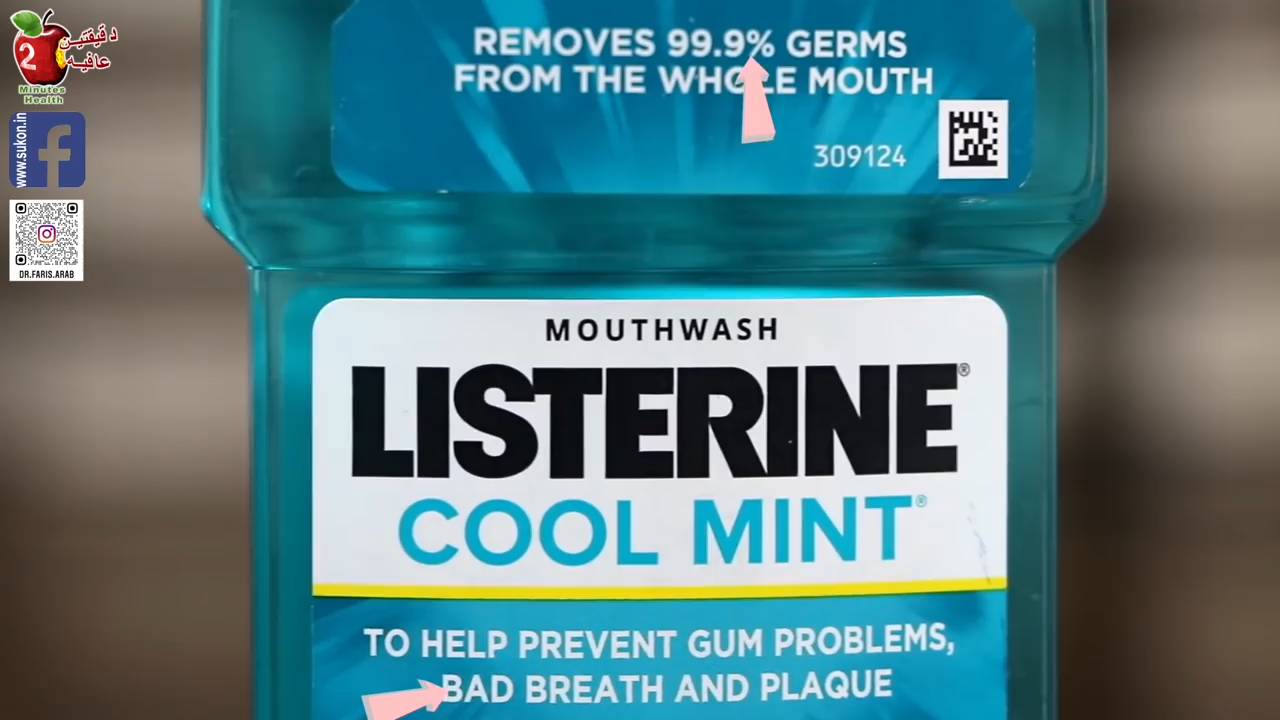 2
دقيقتين
عافيه
Minutes
Health
www.sukon.in
f
DR.FARIS.ARAB
REMOVES 99.9% GERMS
FROM THE WHOLE MOUTH
309124
MOUTHWASH
LISTERINE®
COOL MINT®
TO HELP PREVENT GUM PROBLEMS,
BAD BREATH AND PLAQUE